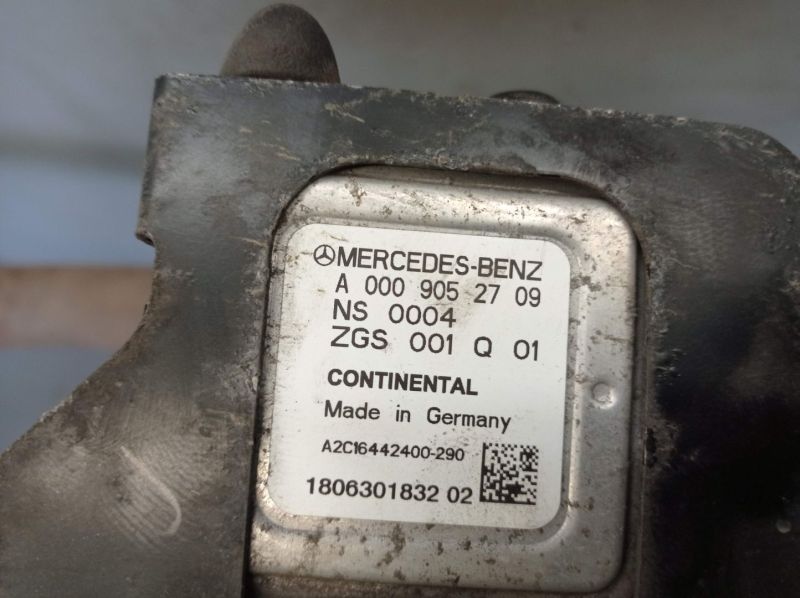 MERCEDES-BENZ
A 000 905 27 09
NS 0004
ZGS 001 Q 01
CONTINENTAL
Made in Germany
A2C16442400-290
1806301832 02